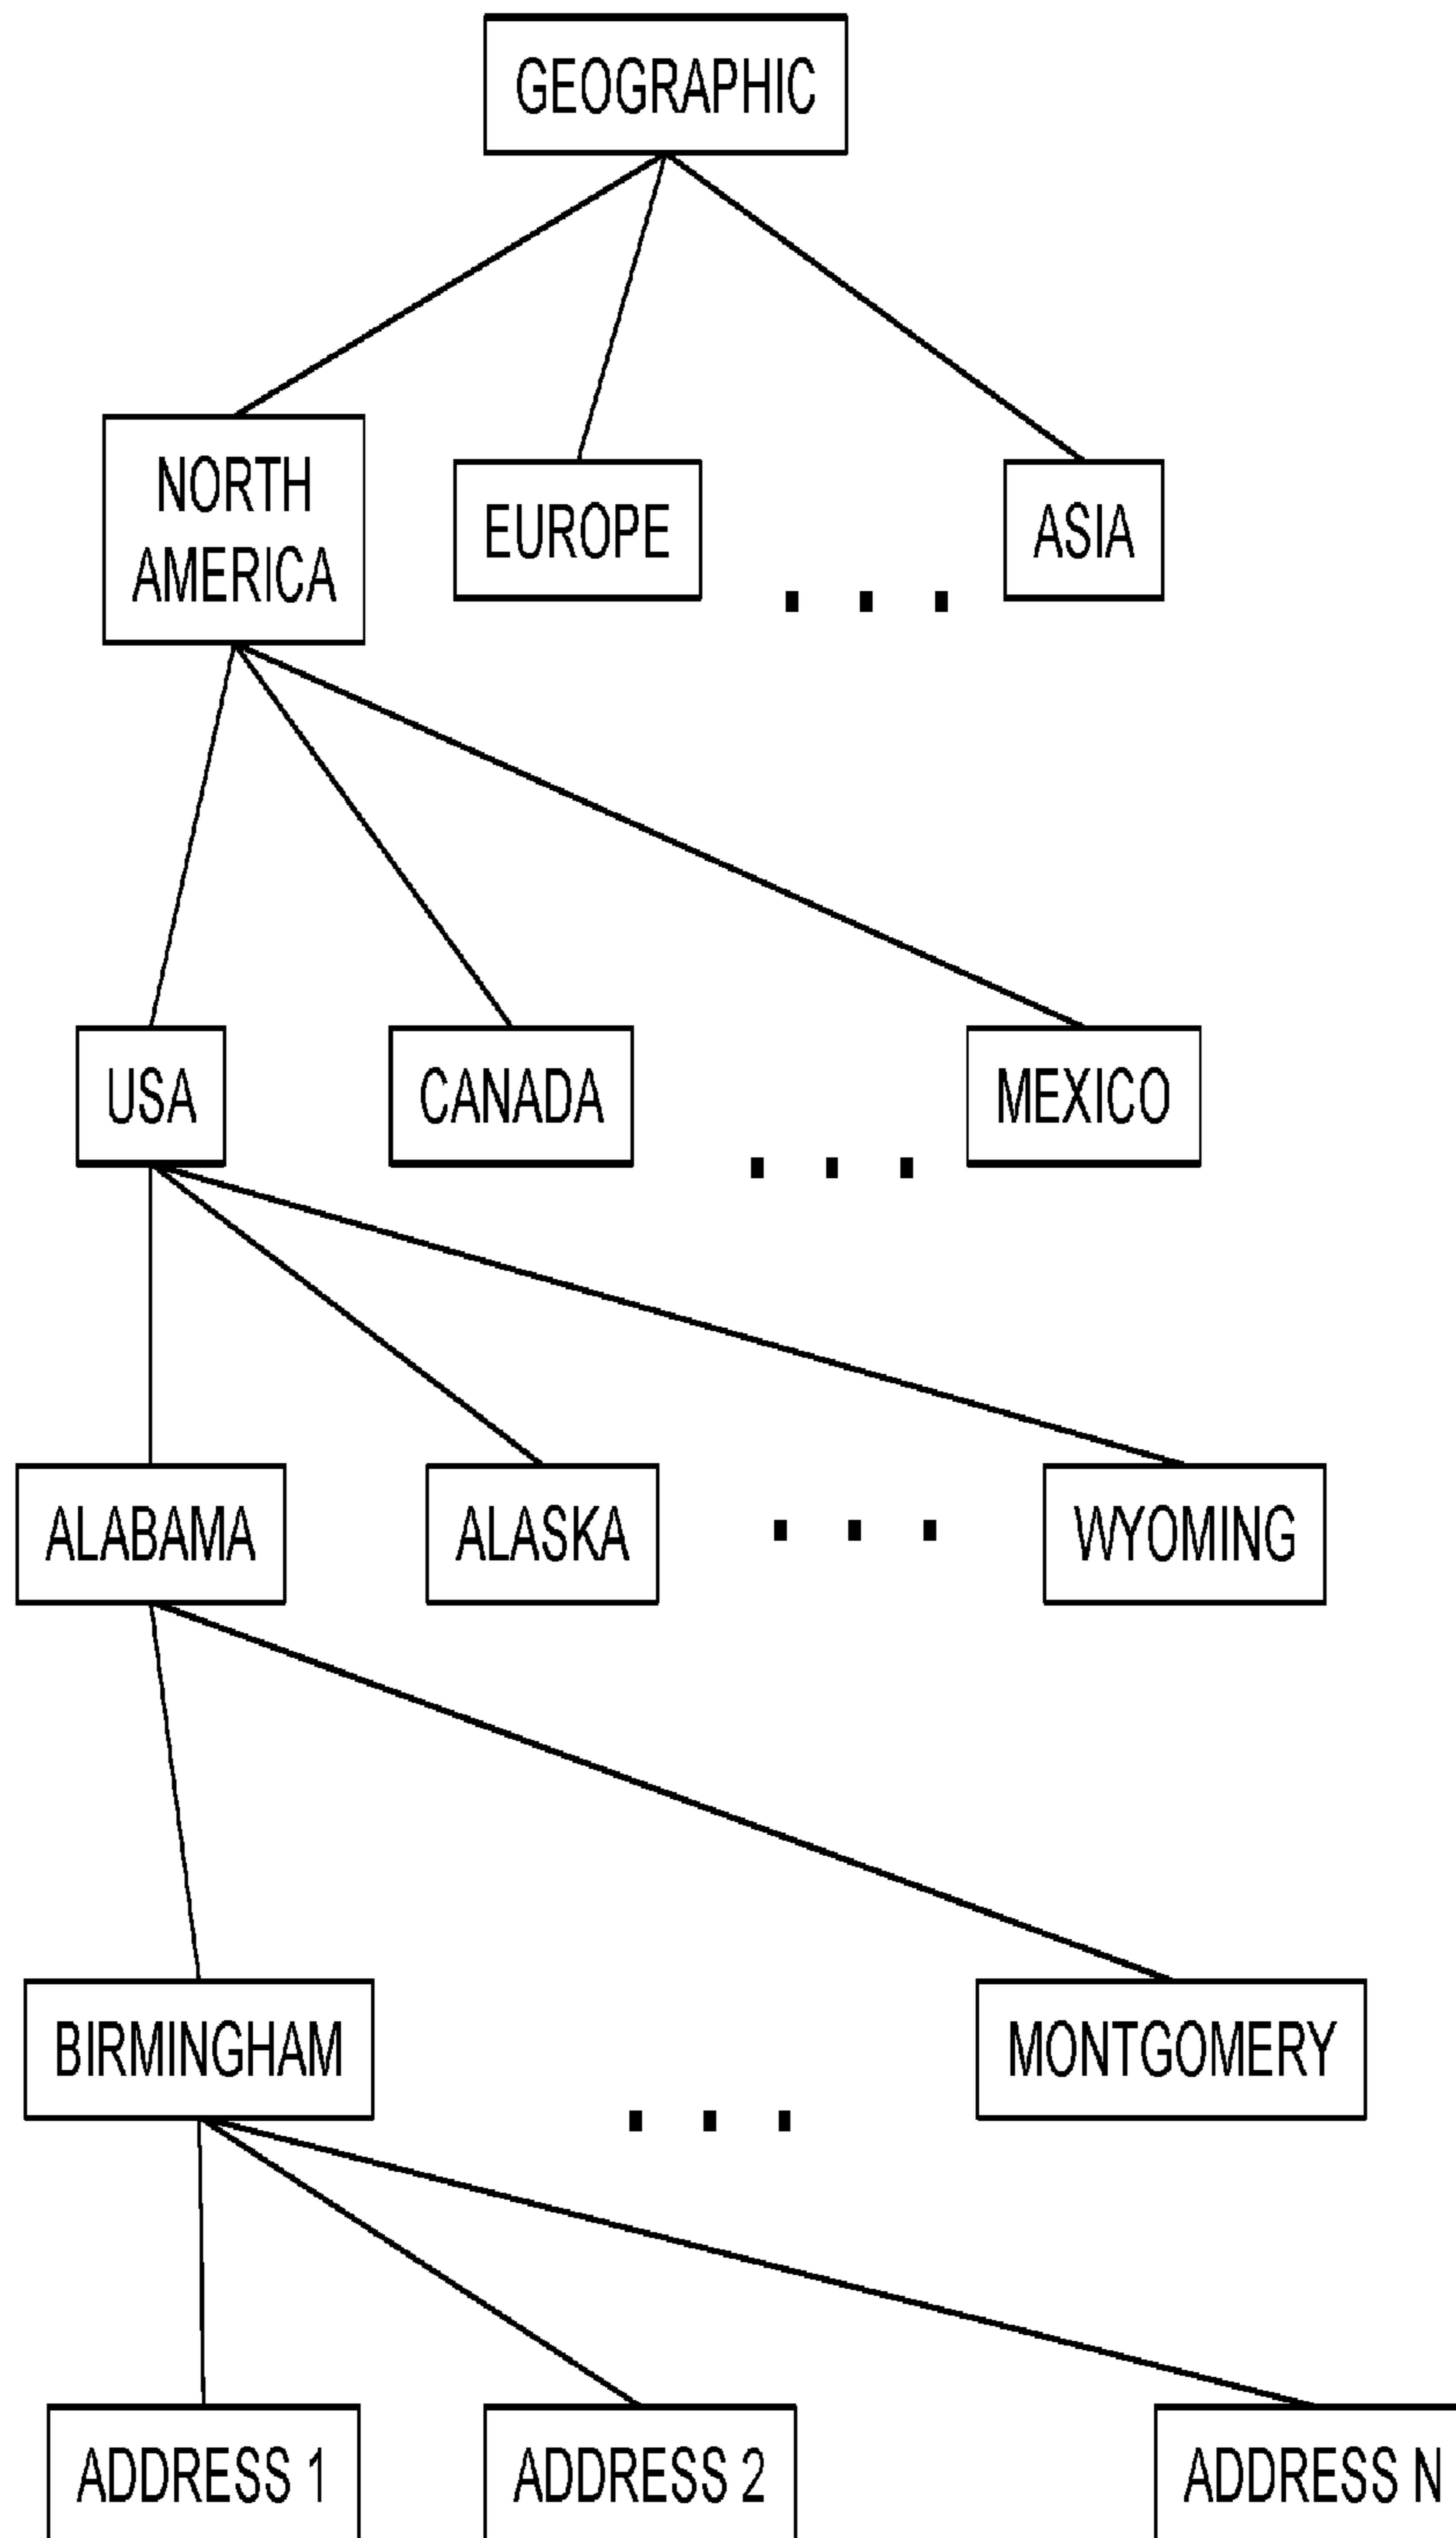 GEOGRAPHIC
NORTH
AMERICA
EUROPE
. . .
ASIA
USA
CANADA
. . .
MEXICO
ALABAMA
ALASKA
. . .
WYOMING
BIRMINGHAM
. . .
MONTGOMERY
ADDRESS 1
ADDRESS 2
ADDRESS N